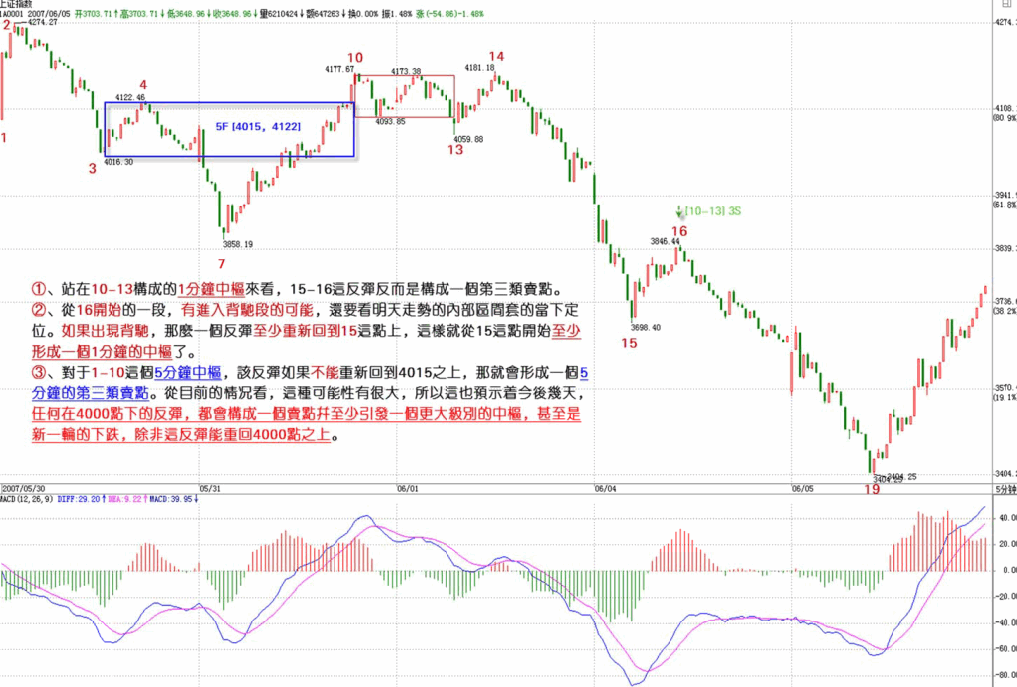 上证指数
1A0001 2007/06/05 开3703.71↑高3703.71↓低3648.96↓收3648.96↓量6210424↓额647263↓换0.00% 振1.48% 涨(-54.86)-1.48%
2 4274.27
4274.
10 14
4177.67 4173.38 4181.18
4
4122.46
5F [4015, 4122]
4108.
(80.9%
4093.85
1
4059.88
13
3 4016.30
3941.9
(61.8%
[10-13] 3S
16
3858.19 3846.44
3839.
7
①、站在10-13構成的1分鐘中樞來看，15-16這反彈反而是構成一個第三類賣點。
②、從16開始的一段，有進入背馳段的可能，還要看明天走勢的內部區間套的當下定
位。如果出現背馳，那麼一個反彈至少重新回到15這點上，這樣就從15這點開始至少
形成一個1分鐘的中樞了。
3736.0
(38.2%
3698.40
15
③、對于1-10這個5分鐘中樞，該反彈如果不能重新回到4015之上，那就會形成一個5
分鐘的第三類賣點。從目前的情況看，這種可能性有很大，所以這也預示着今後幾天，
任何在4000點下的反彈，都會構成一個賣點幷至少引發一個更大級別的中樞，甚至是
新一輪的下跌，除非這反彈能重回4000點之上。
3570.
(19.1%
3404.25
3404.25
3404.2
19
2007/05/30 05/31 06/01 06/04 06/05 5分钟
MACD(12,26,9) DIFF:29.20↑DEA:9.22↑MACD:39.95↓
40.00
20.00
0.00
-20.00
-40.00
-60.00
-80.00